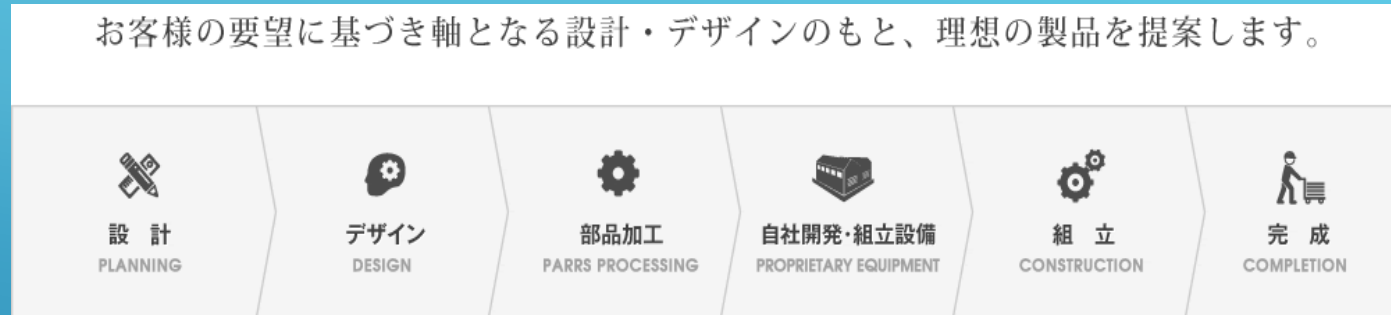 お客様の要望に基づき軸となる設計・デザインのもと、理想の製品を提案します。
設 計
PLANNING
デザイン
DESIGN
部品加工
PARRS PROCESSING
自社開発・組立設備
PROPRIETARY EQUIPMENT
組 立
CONSTRUCTION
完 成
COMPLETION